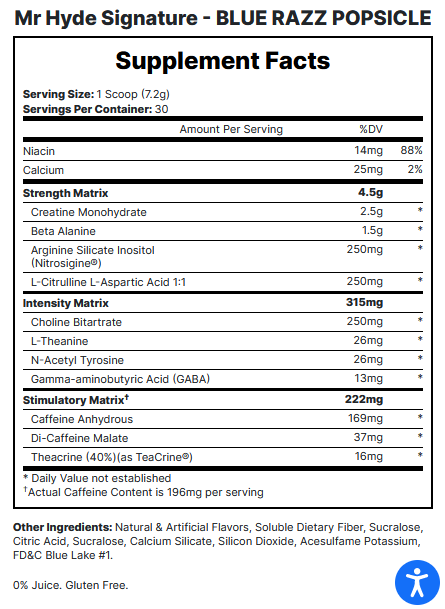 Mr Hyde Signature - BLUE RAZZ POPSICLE
Supplement Facts
Serving Size: 1 Scoop (7.2g)
Servings Per Container: 30
Amount Per Serving %DV
Niacin 14mg 88%
Calcium 25mg 2%
Strength Matrix 4.5g
Creatine Monohydrate 2.5g *
Beta Alanine 1.5g *
Arginine Silicate Inositol 250mg *
(Nitrosigine®)
L-Citrulline L-Aspartic Acid 1:1 250mg *
Intensity Matrix 315mg
Choline Bitartrate 250mg *
L-Theanine 26mg *
N-Acetyl Tyrosine 26mg *
Gamma-aminobutyric Acid (GABA) 13mg *
Stimulatory Matrix† 222mg
Caffeine Anhydrous 169mg *
Di-Caffeine Malate 37mg *
Theacrine (40%)(as TeaCrine®) 16mg *
* Daily Value not established
†Actual Caffeine Content is 196mg per serving
Other Ingredients: Natural & Artificial Flavors, Soluble Dietary Fiber, Sucralose,
Citric Acid, Sucralose, Calcium Silicate, Silicon Dioxide, Acesulfame Potassium,
FD&C Blue Lake #1.
0% Juice. Gluten Free.